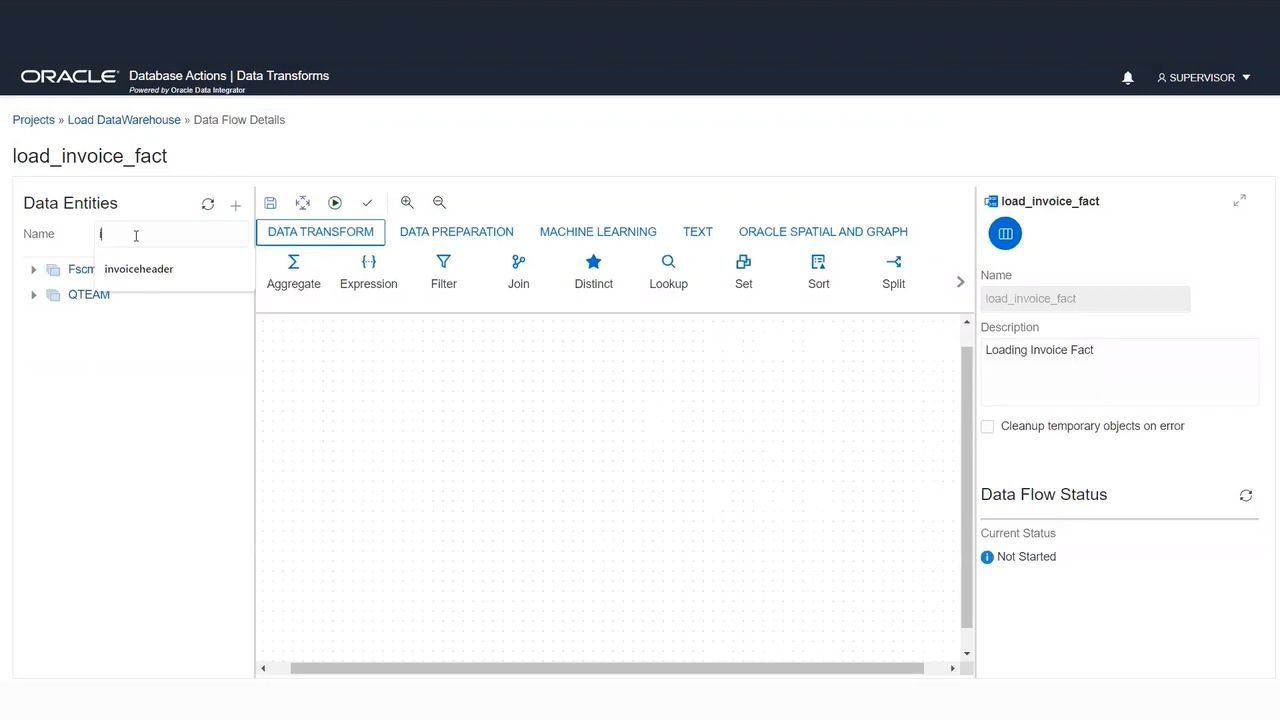 ORACLE Database Actions | Data Transforms
Powered by Oracle Data Integrator
SUPERVISOR
Projects » Load DataWarehouse » Data Flow Details
load_invoice_fact
Data Entities
Name
i
invoiceheader
Fscm
QTEAM
DATA TRANSFORM
DATA PREPARATION
MACHINE LEARNING
TEXT
ORACLE SPATIAL AND GRAPH
Aggregate
Expression
Filter
Join
Distinct
Lookup
Set
Sort
Split
load_invoice_fact
Name
load_invoice_fact
Description
Loading Invoice Fact
Cleanup temporary objects on error
Data Flow Status
Current Status
Not Started